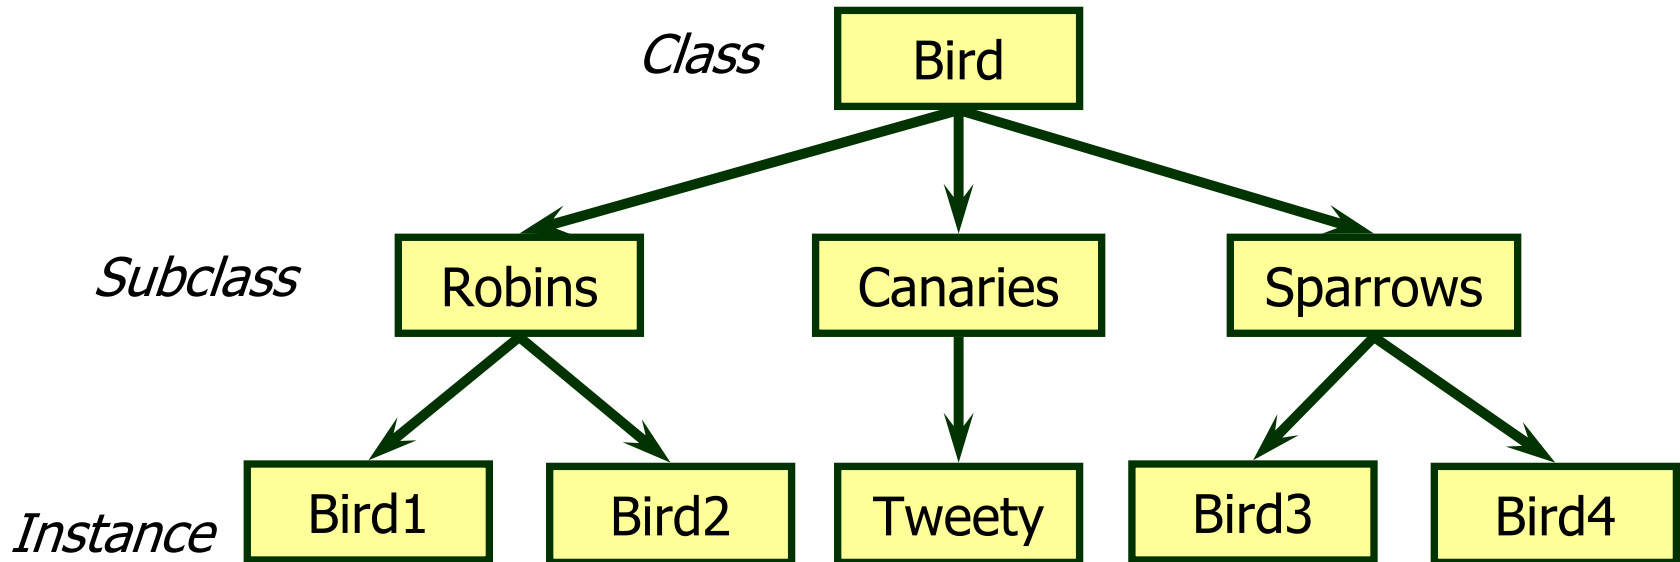 Class
Bird
Subclass
Robins
Canaries
Sparrows
Instance
Bird1
Bird2
Tweety
Bird3
Bird4